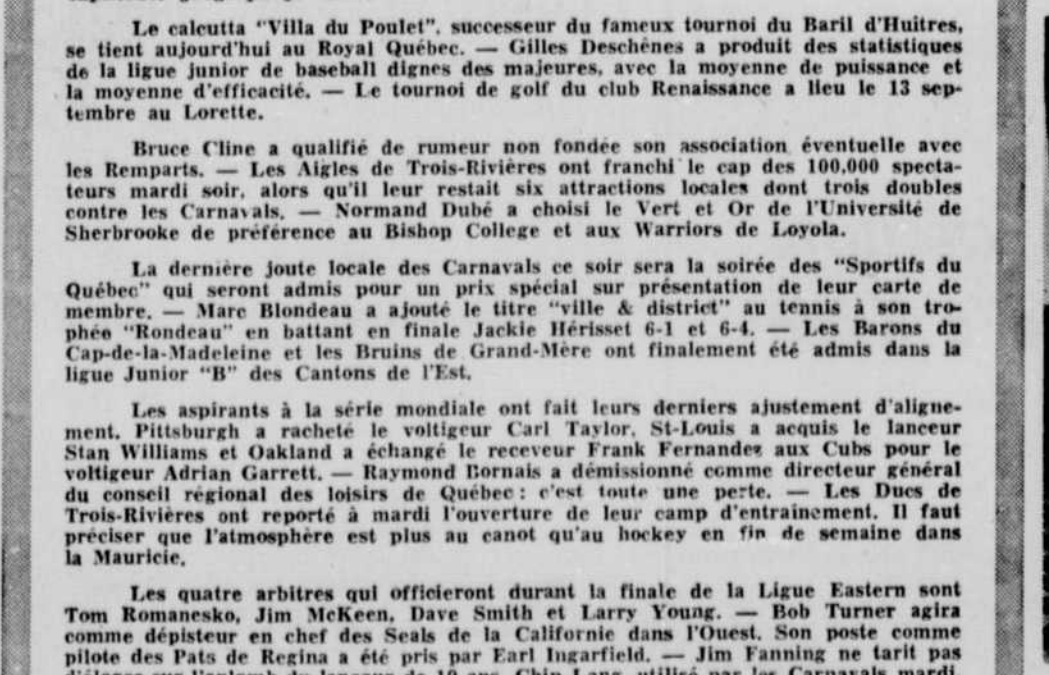 Le calcutta "Villa du Poulet", successeur du fameux tournoi du Baril d'Huitres,
se tient aujourd'hui au Royal Québec. — Gilles Deschênes a produit des statistiques
de la ligue junior de baseball dignes des majeures, avec la moyenne de puissance et
la moyenne d'efficacité. — Le tournoi de golf du club Renaissance a lieu le 13 sep-
tembre au Lorette.
Bruce Cline a qualifié de rumeur non fondée son association éventuelle avec
les Remparts. — Les Aigles de Trois-Rivières ont franchi le cap des 100,000 specta-
teurs mardi soir, alors qu'il leur restait six attractions locales dont trois doubles
contre les Carnavals. — Normand Dubé a choisi le Vert et Or de l'Université de
Sherbrooke de préférence au Bishop College et aux Warriors de Loyola.
La dernière joute locale des Carnavals ce soir sera la soirée des "Sportifs du
Québec" qui seront admis pour un prix spécial sur présentation de leur carte de
membre. — Marc Blondeau a ajouté le titre "ville & district" au tennis à son tro-
phée "Rondeau" en battant en finale Jackie Hérisset 6-1 et 6-4. — Les Barons du
Cap-de-la-Madeleine et les Bruins de Grand-Mère ont finalement été admis dans la
ligue Junior "B" des Cantons de l'Est.
Les aspirants à la série mondiale ont fait leurs derniers ajustement d'aligne-
ment. Pittsburgh a racheté le voltigeur Carl Taylor, St-Louis a acquis le lanceur
Stan Williams et Oakland a échangé le receveur Frank Fernandez aux Cubs pour le
voltigeur Adrian Garrett. — Raymond Bornais a démissionné comme directeur général
du conseil régional des loisirs de Québec : c'est toute une perte. — Les Ducs de
Trois-Rivières ont reporté à mardi l'ouverture de leur camp d'entrainement. Il faut
préciser que l'atmosphère est plus au canot qu'au hockey en fin de semaine dans
la Mauricie.
Les quatre arbitres qui officieront durant la finale de la Ligue Eastern sont
Tom Romanesko, Jim McKeen, Dave Smith et Larry Young. — Bob Turner agira
comme dépisteur en chef des Seals de la Californie dans l'Ouest. Son poste comme
pilote des Pats de Regina a été pris par Earl Ingarfield. — Jim Fanning ne tarit pas
d'éloges sur l'aplomb du lanceur de 19 ans, Chip Lang, utilisé par les Carnavals mardi.